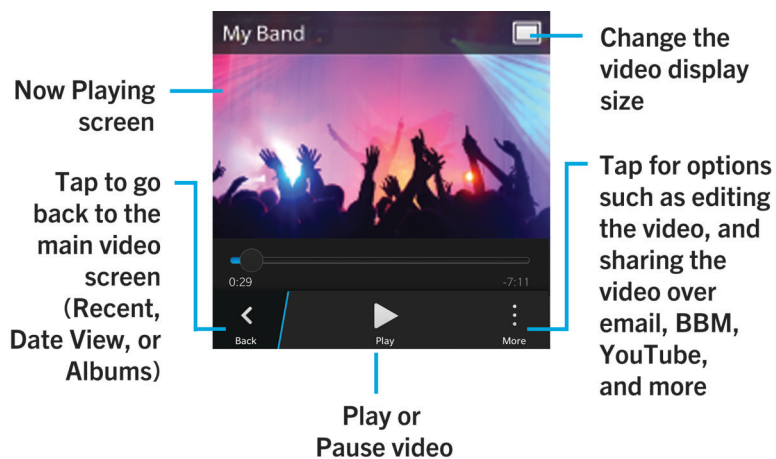 My Band
Change the
video display
size
Now Playing
screen
Tap to go
back to the
main video
screen
(Recent,
Date View, or
Albums)
Tap for options
such as editing
the video, and
sharing the
video over
email, BBM,
YouTube,
and more
0:29
-7:11
Back
Play
More
Play or
Pause video